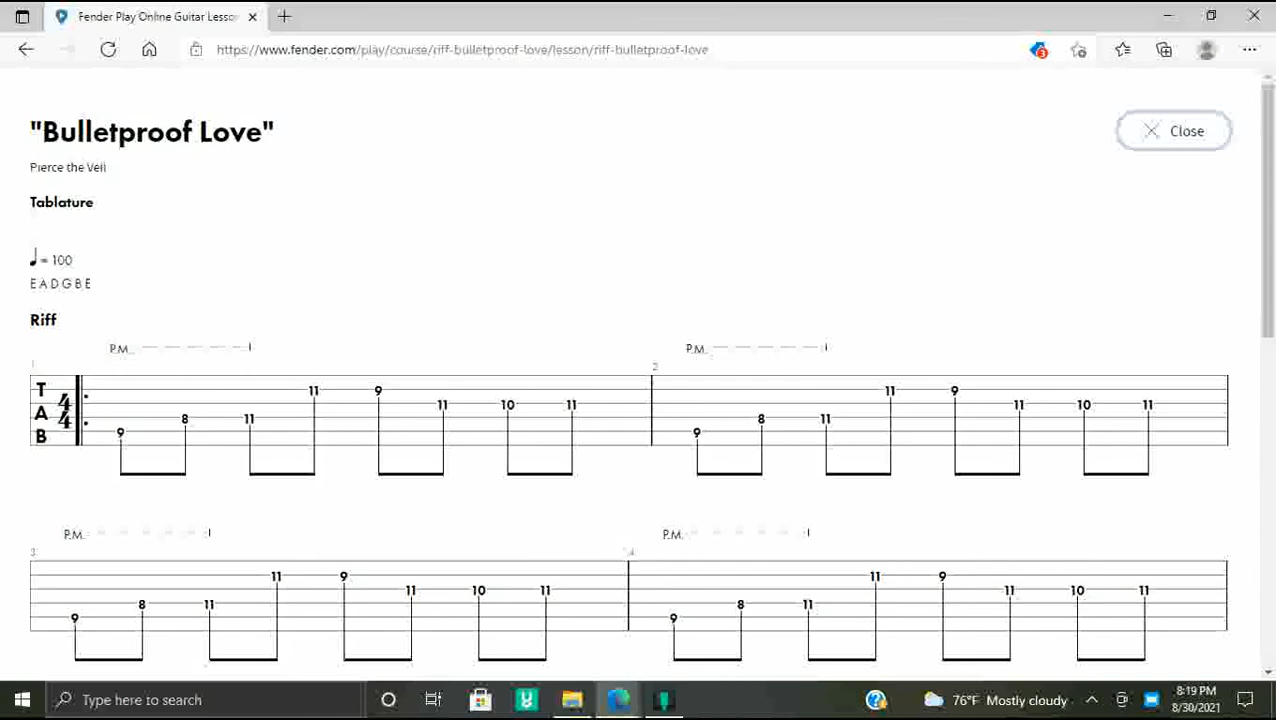 Fender Play Online Guitar Lesso
https://www.fender.com/play/course/riff-bulletproof-love/lesson/riff-bulletproof-love
3
"Bulletproof Love"
Close
Pierce the Veil
Tablature
= 100
E A D G B E
Riff
P.M. P.M.
1 2
T
A
B
4
4
11 9 11 9
11 10 11 11 10 11
8 11 8 11
9 9
P.M. P.M.
3 4
11 9 11 9
11 10 11 11 10 11
8 11 8 11
9 9
Type here to search
76°F Mostly cloudy
8:19 PM
8/30/2021